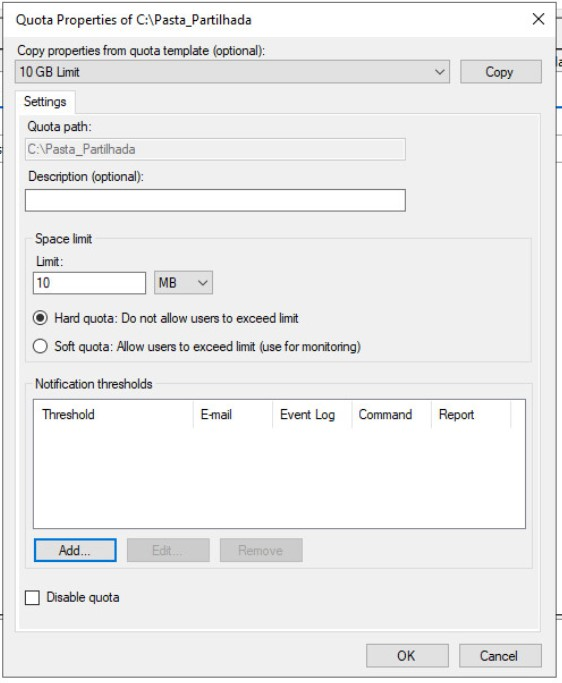 Quota Properties of C:\Pasta_Partilhada
Copy properties from quota template (optional):
10 GB Limit
Copy
Settings
Quota path:
C:\Pasta_Partilhada
Description (optional):
Space limit
Limit:
10 MB
Hard quota: Do not allow users to exceed limit
Soft quota: Allow users to exceed limit (use for monitoring)
Notification thresholds
Threshold E-mail Event Log Command Report
Add... Edit... Remove
Disable quota
OK Cancel